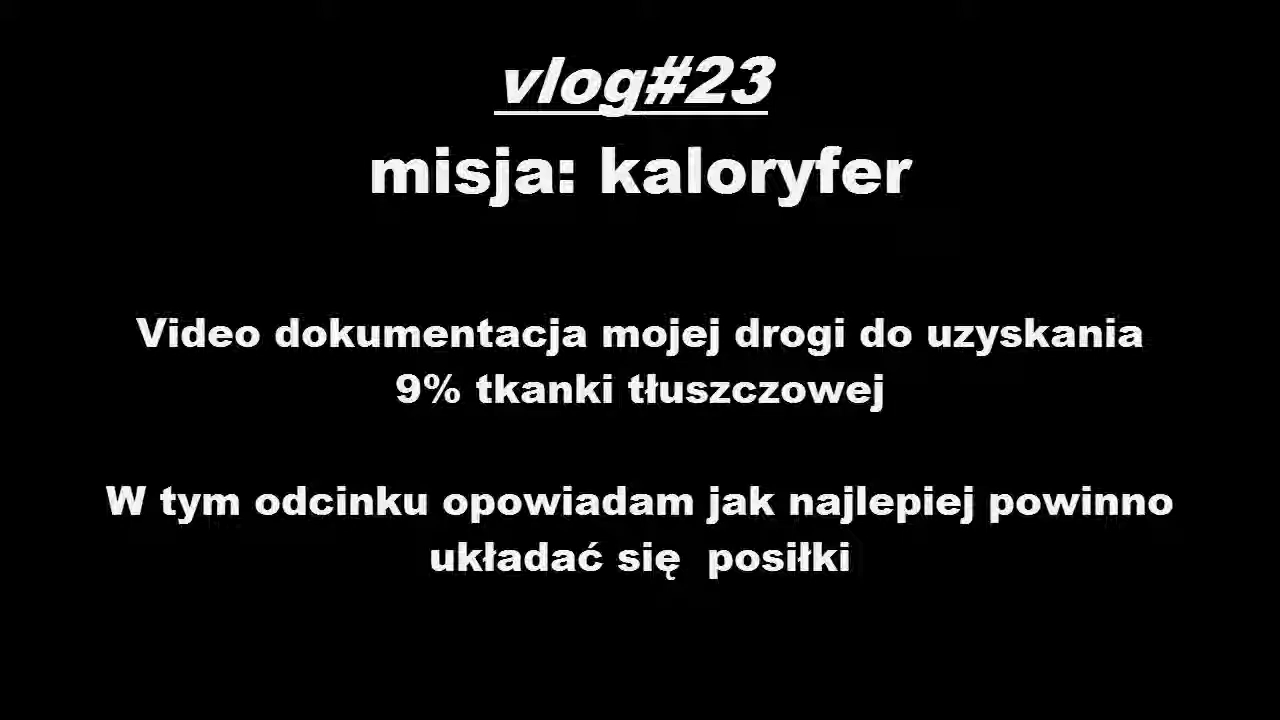 vlog#23
misja: kaloryfer
Video dokumentacja mojej drogi do uzyskania
9% tkanki tłuszczowej
W tym odcinku opowiadam jak najlepiej powinno
układać się  posiłki